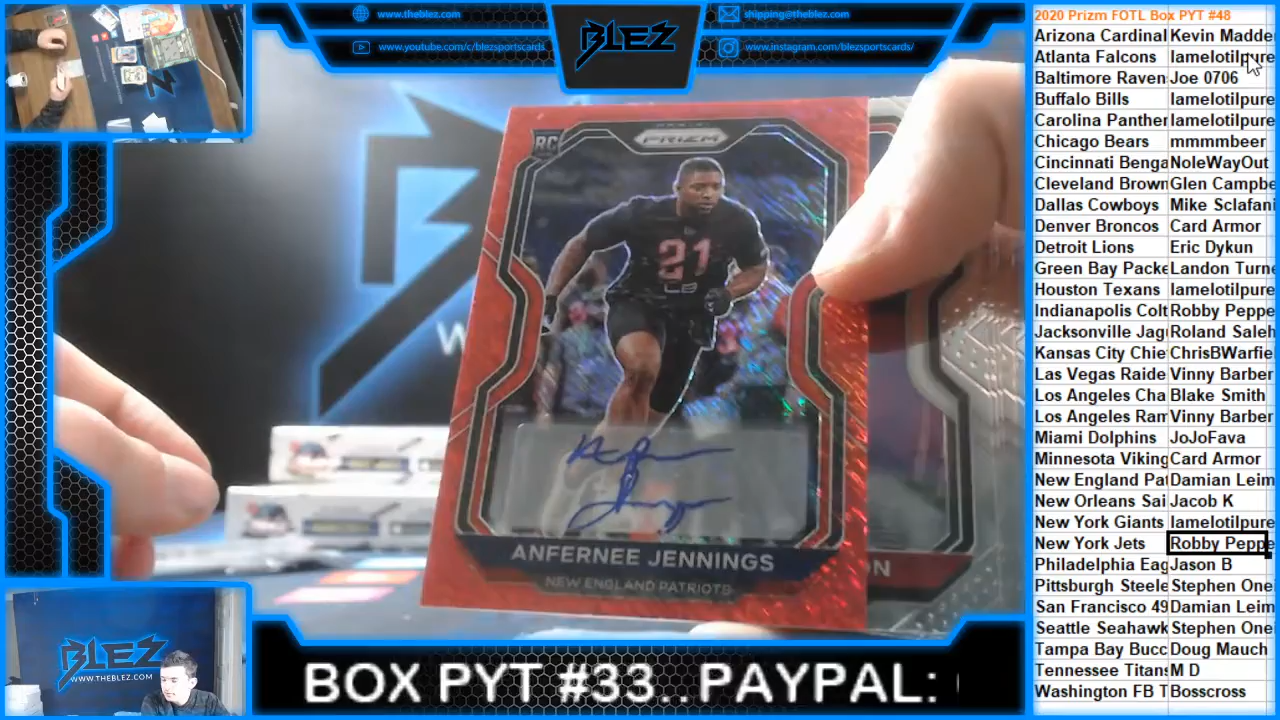 www.theblez.com
shipping@theblez.com
www.youtube.com/c/blezsportscards/
www.instagram.com/blezsportscards/
BLEZ
RC
PANINI
PRIZM
21
ANFERNEE JENNINGS
NEW ENGLAND PATRIOTS
ON
BLEZ
WWW.THEBLEZ.COM
BOX PYT #33..PAYPAL:
2020 Prizm FOTL Box PYT #48
Arizona Cardinal Kevin Madde
Atlanta Falcons Iamelotilpure
Baltimore Raven Joe 0706
Buffalo Bills Iamelotilpure
Carolina Panther Iamelotilpure
Chicago Bears mmmmbeer
Cincinnati Benga NoleWayOut
Cleveland Brown Glen Campbe
Dallas Cowboys Mike Sclafani
Denver Broncos Card Armor
Detroit Lions Eric Dykun
Green Bay Packe Landon Turne
Houston Texans Iamelotilpure
Indianapolis Colt Robby Peppe
Jacksonville Jag Roland Saleh
Kansas City Chie ChrisBWarfie
Las Vegas Raide Vinny Barber
Los Angeles Cha Blake Smith
Los Angeles Ram Vinny Barber
Miami Dolphins JoJoFava
Minnesota Viking Card Armor
New England Pat Damian Leim
New Orleans Sai Jacob K
New York Giants Iamelotilpure
New York Jets Robby Peppe
Philadelphia Eag Jason B
Pittsburgh Steele Stephen One
San Francisco 49 Damian Leim
Seattle Seahawk Stephen One
Tampa Bay Bucc Doug Mauch
Tennessee Titans M D
Washington FB T Bosscross